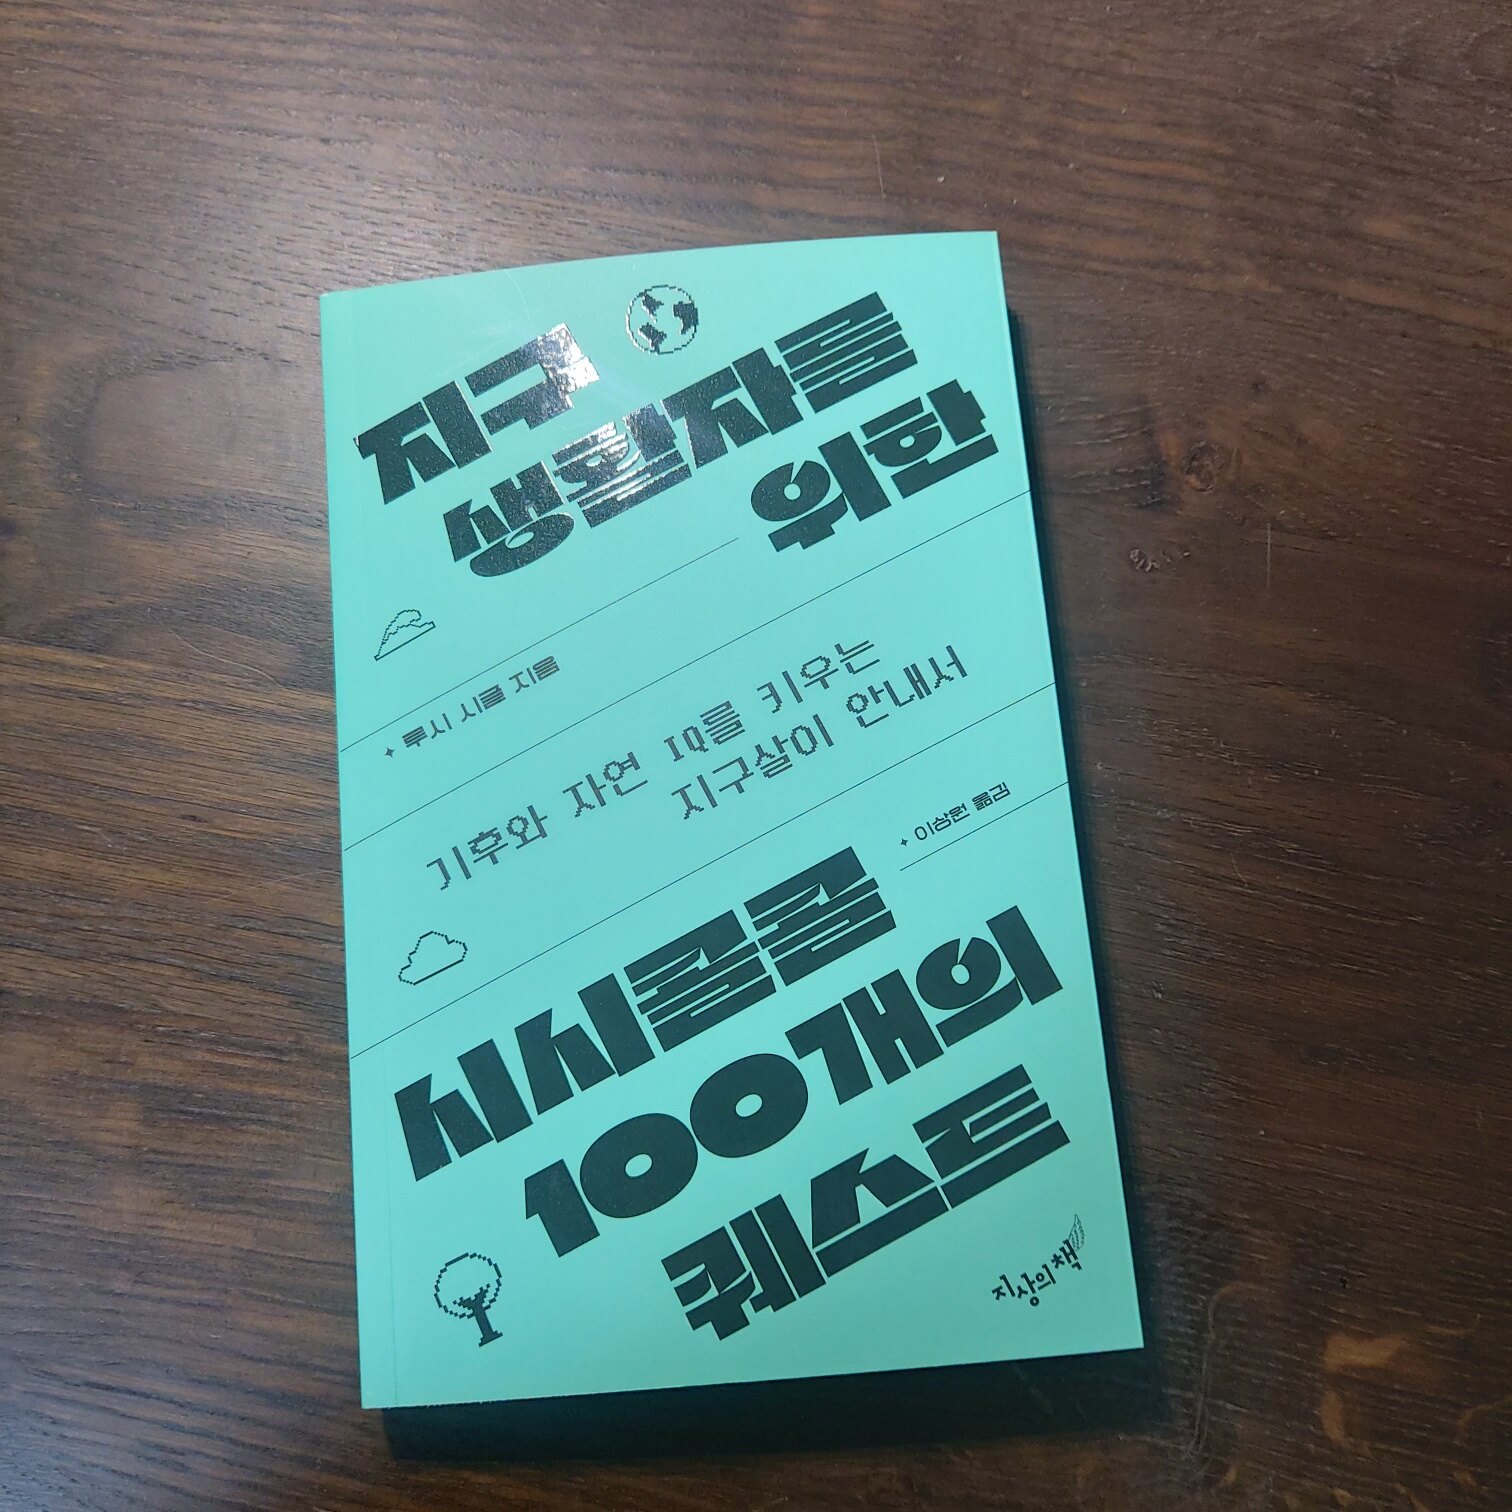 지구
생활자를
위한
루시 시글 지음
기후와 자연 IQ를 키우는
지구살이 안내서
이상원 옮김
시시콜콜
100개의
퀘스트
지상의책